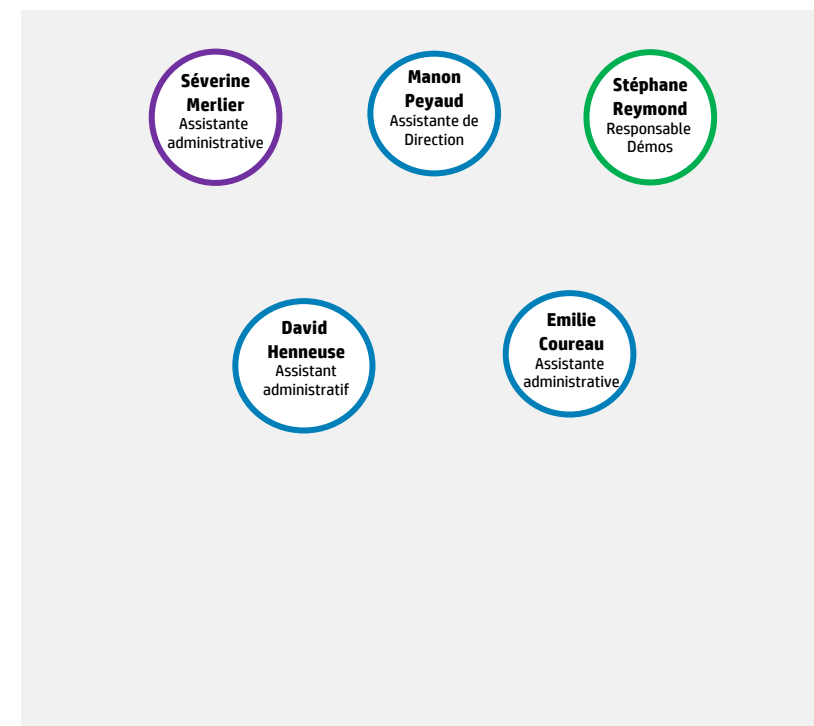 Séverine
Merlier
Assistante
administrative
Manon
Peyaud
Assistante de
Direction
Stéphane
Reymond
Responsable
Démos
David
Henneuse
Assistant
administratif
Emilie
Coureau
Assistante
administrative